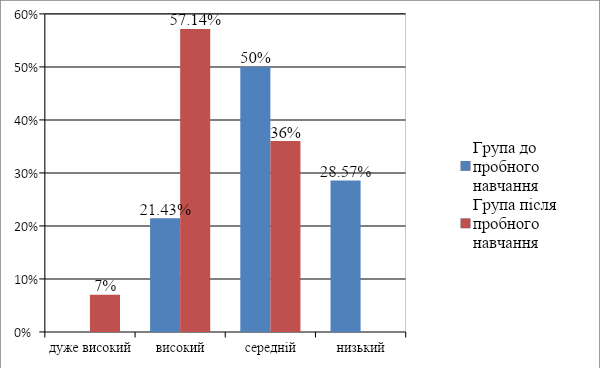 60%
50%
40%
30%
20%
10%
0%
57.14%
50%
36%
28.57%
21.43%
7%
дуже високий
високий
середній
низький
Група до
пробного
навчання
Група після
пробного
навчання